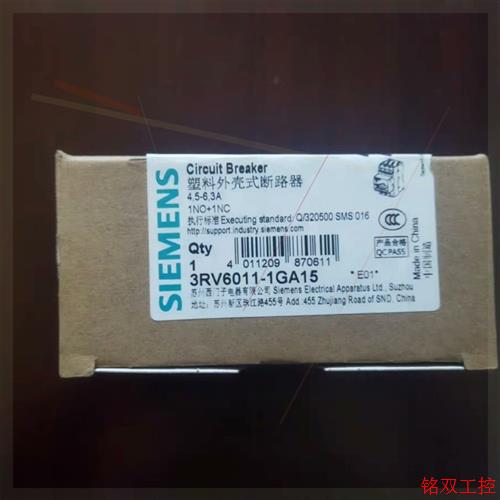 SIEMENS
Circuit Breaker
塑料外壳式断路器
4,5-6,3A
1NO+1NC
执行标准/Executing standard: Q/320500 SMS 016
http://support.industry.siemens.com
Qty
1
4 011209 870611
3RV6011-1GA15
*E01*
苏州西门子电器有限公司 Siemens Electrical Apparatus Ltd., Suzhou
苏州新区珠江路455号 Add:455 Zhujiang Road of SND, China
CCC
产品合格
QC PASS
Made in China
中国制造
铭双工控